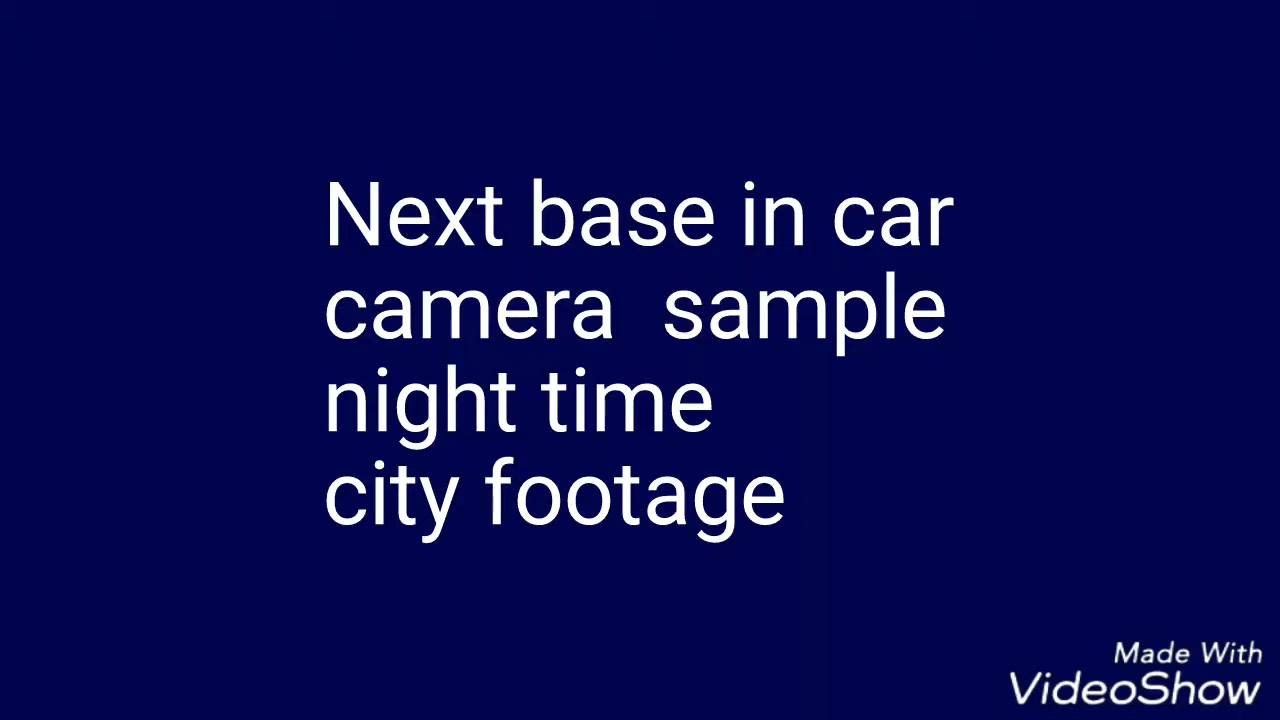 Next base in car
camera  sample
night time
city footage
Made With
VideoShow